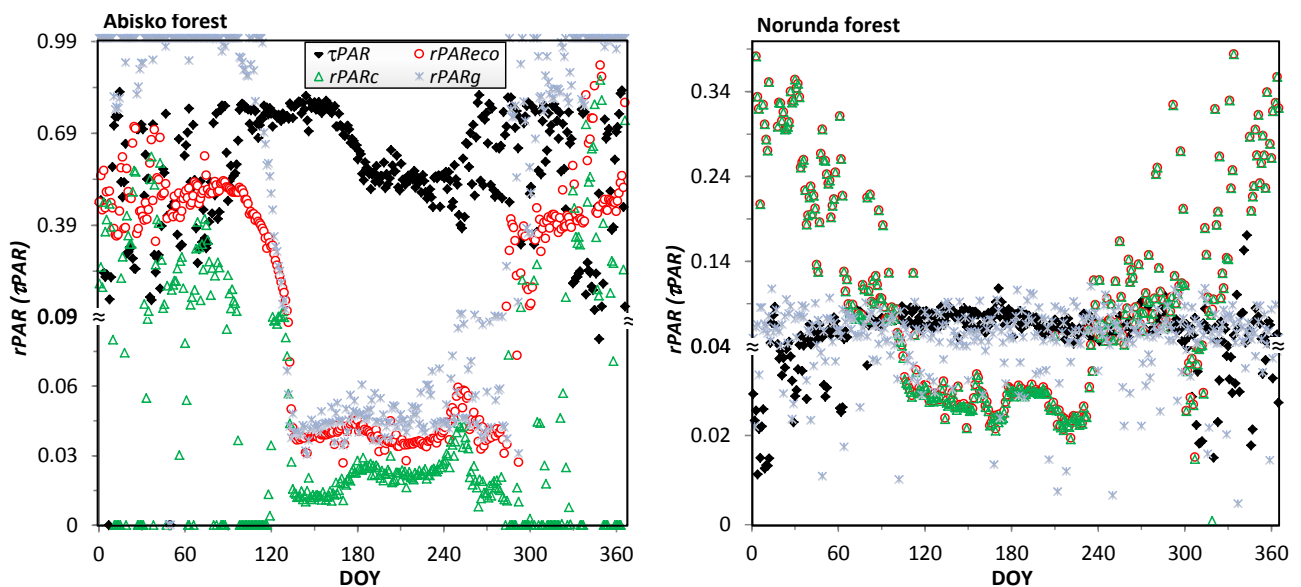 Abisko forest
τPAR rPAReco
rPARc rPARg
rPAR (τPAR)
0.99
0.69
0.39
0.09
≈ ≈
0.06
0.03
0
0 60 120 180 240 300 360
DOY
Norunda forest
rPAR (τPAR)
0.34
0.24
0.14
0.04
≈ ≈
0.02
0
0 60 120 180 240 300 360
DOY